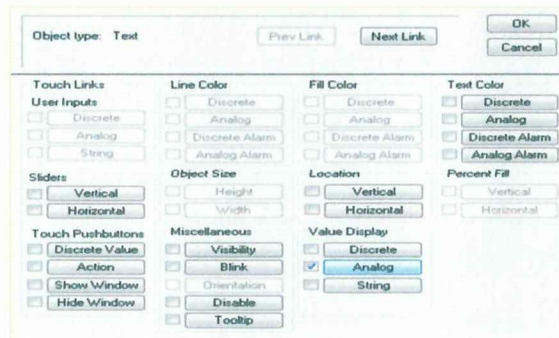 Object type: Text
Prev Link
Next Link
OK
Cancel
Touch Links
User Inputs
Discrete
Analog
String
Sliders
Vertical
Horizontal
Touch Pushbuttons
Discrete Value
Action
Show Window
Hide Window
Line Color
Discrete
Analog
Discrete Alarm
Analog Alarm
Object Size
Height
Width
Miscellaneous
Visibility
Blink
Orientation
Disable
Tooltip
Fill Color
Discrete
Analog
Discrete Alarm
Analog Alarm
Location
Vertical
Horizontal
Value Display
Discrete
Analog
String
Text Color
Discrete
Analog
Discrete Alarm
Analog Alarm
Percent Fill
Vertical
Horizontal